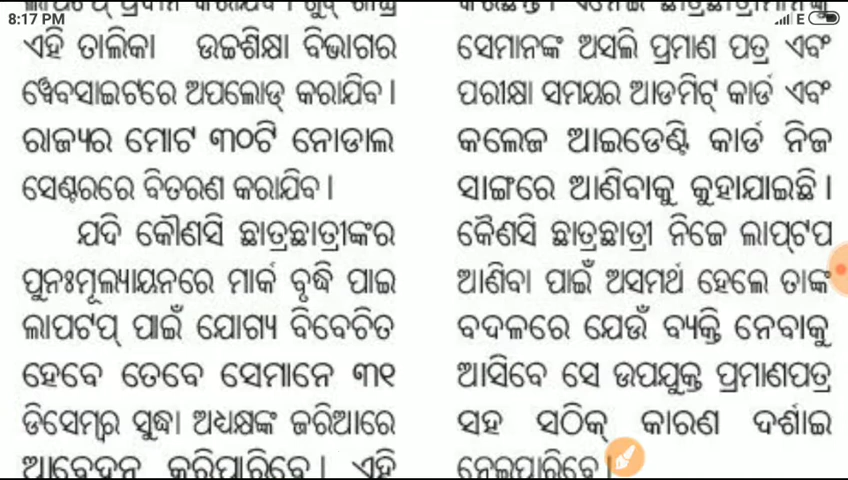 8:17 PM
E
ଲାପଟପ୍ ପ୍ରଦାନ କରାଯିବ।
ଏହି ତାଲିକା ଉଚ୍ଚଶିକ୍ଷା ବିଭାଗର
ୱେବସାଇଟରେ ଅପଲୋଡ୍ କରାଯିବ।
ରାଜ୍ୟର ମୋଟ ୩୦ଟି ନୋଡାଲ
ସେଣ୍ଟରରେ ବିତରଣ କରାଯିବ।
ଯଦି କୌଣସି ଛାତ୍ରଛାତ୍ରୀଙ୍କର
ପୁନଃମୂଲ୍ୟାୟନରେ ମାର୍କ ବୃଦ୍ଧି ପାଇ
ଲାପଟପ୍ ପାଇଁ ଯୋଗ୍ୟ ବିବେଚିତ
ହେବେ ତେବେ ସେମାନେ ୩୧
ଡିସେମ୍ବର ସୁଦ୍ଧା ଅଧ୍ୟକ୍ଷଙ୍କ ଜରିଆରେ
ଆବେଦନ କରିପାରିବେ। ଏହି
ସେମାନଙ୍କ ଅସଲି ପ୍ରମାଣ ପତ୍ର ଏବଂ
ପରୀକ୍ଷା ସମୟର ଆଡମିଟ୍ କାର୍ଡ ଏବଂ
କଲେଜ ଆଇଡେଣ୍ଟି କାର୍ଡ ନିଜ
ସାଙ୍ଗରେ ଆଣିବାକୁ କୁହାଯାଇଛି।
କୈଣସି ଛାତ୍ରଛାତ୍ରୀ ନିଜେ ଲାପ୍‌ଟପ
ଆଣିବା ପାଇଁ ଅସମର୍ଥ ହେଲେ ତାଙ୍କ
ବଦଳରେ ଯେଉଁ ବ୍ୟକ୍ତି ନେବାକୁ
ଆସିବେ ସେ ଉପଯୁକ୍ତ ପ୍ରମାଣପତ୍ର
ସହ ସଠିକ୍ କାରଣ ଦର୍ଶାଇ
ନେଇପାରିବେ।